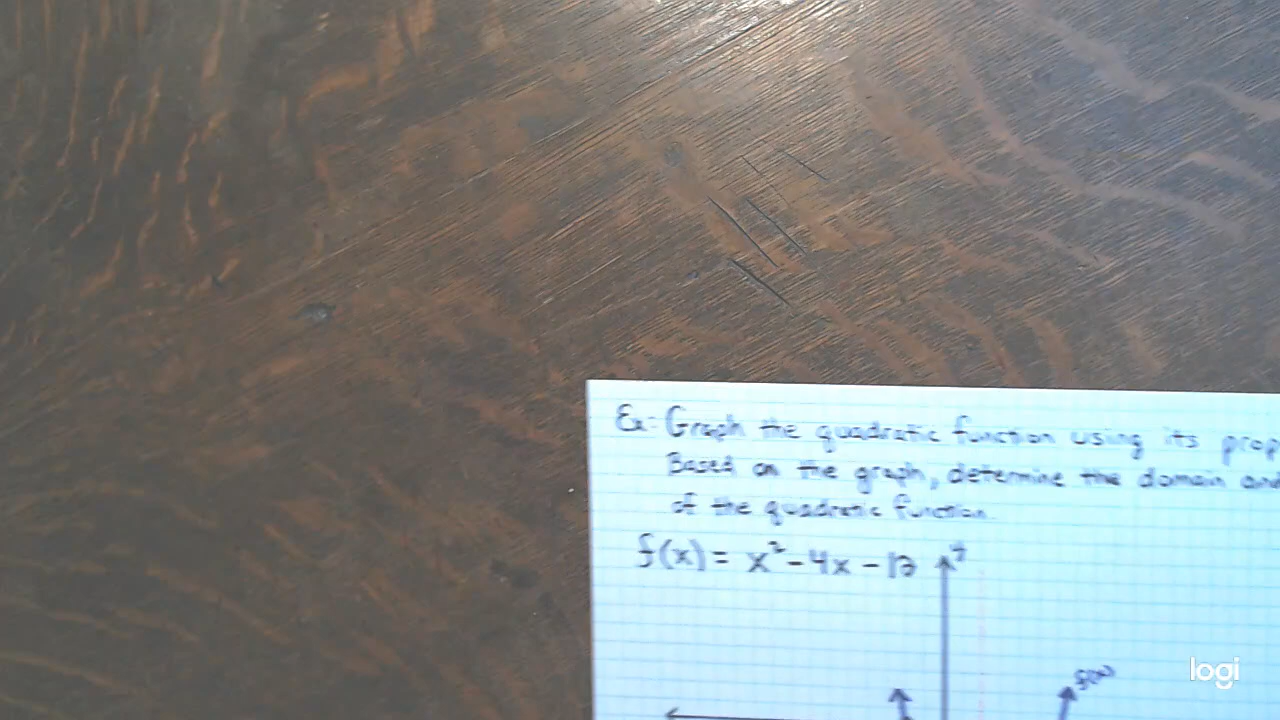 Ex- Graph the quadratic function using its prop
Based on the graph, determine the domain and
of the quadratic function.
f(x) = x²-4x-12
f(x)
logi